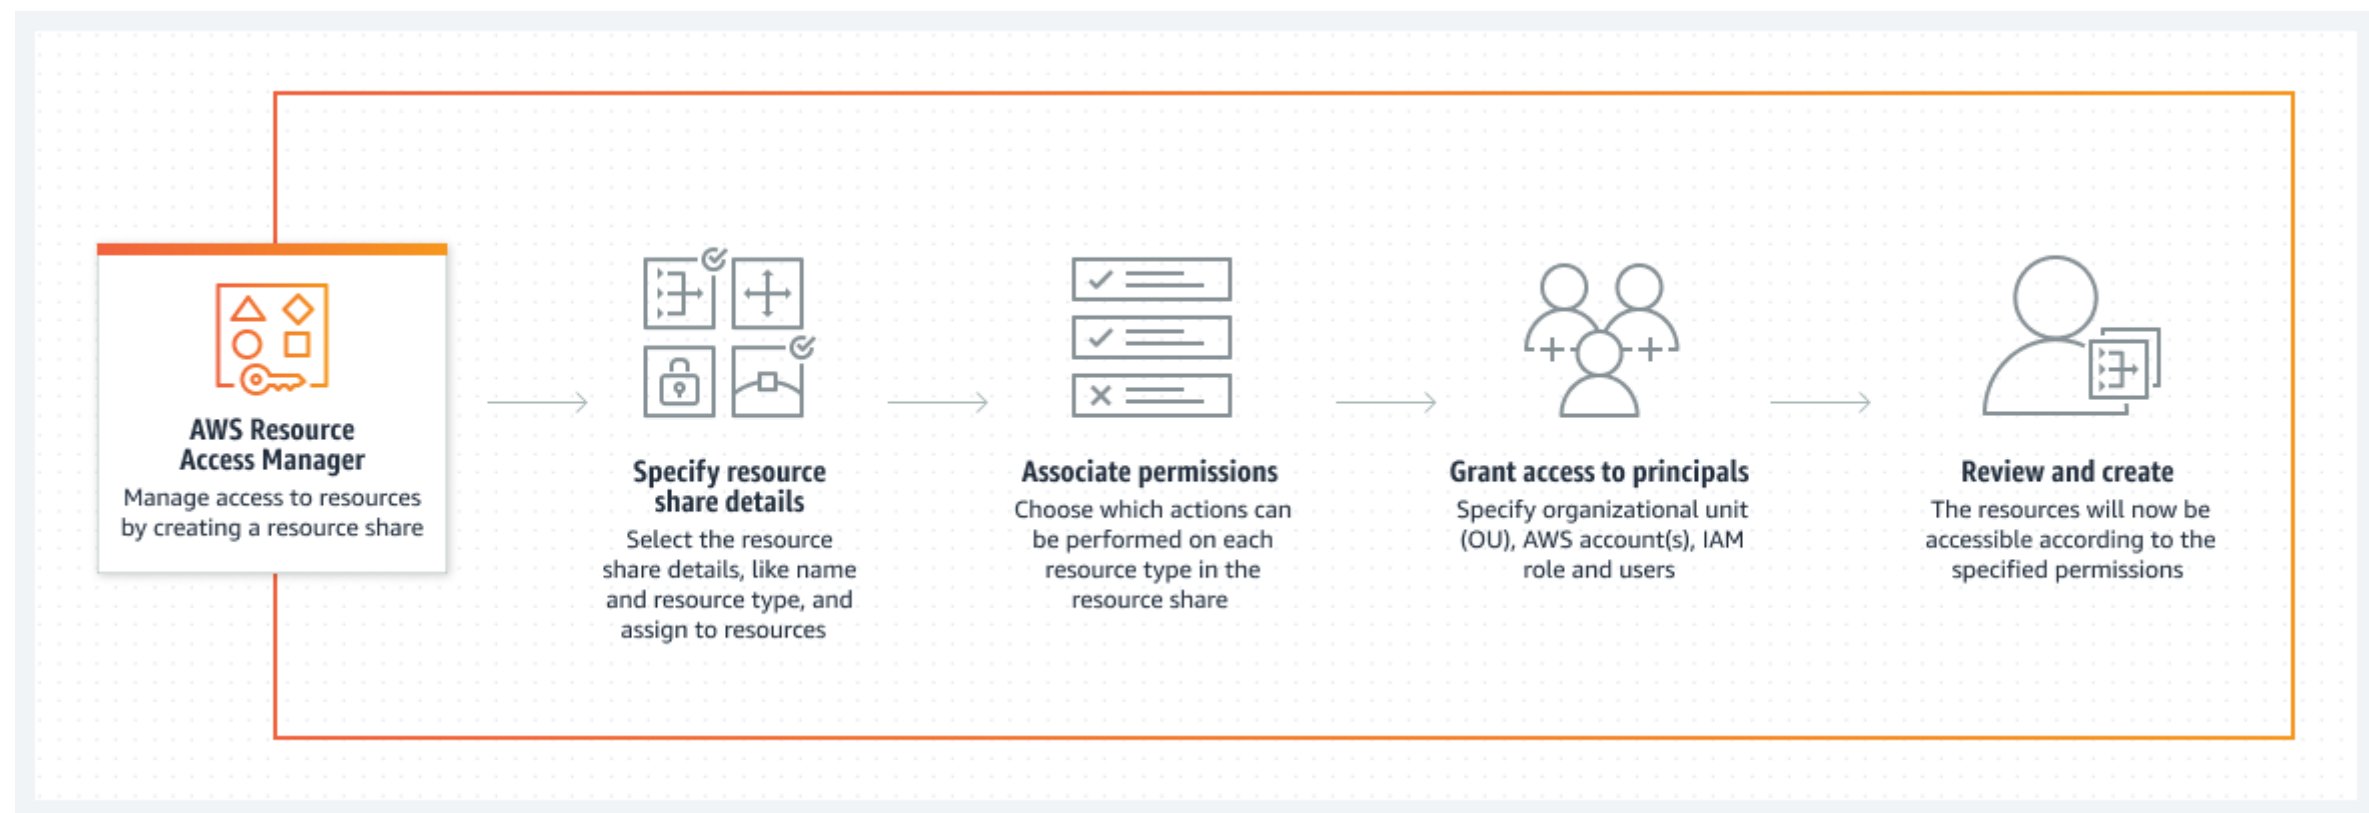 AWS Resource
Access Manager
Manage access to resources
by creating a resource share
Specify resource
share details
Select the resource
share details, like name
and resource type, and
assign to resources
Associate permissions
Choose which actions can
be performed on each
resource type in the
resource share
Grant access to principals
Specify organizational unit
(OU), AWS account(s), IAM
role and users
Review and create
The resources will now be
accessible according to the
specified permissions